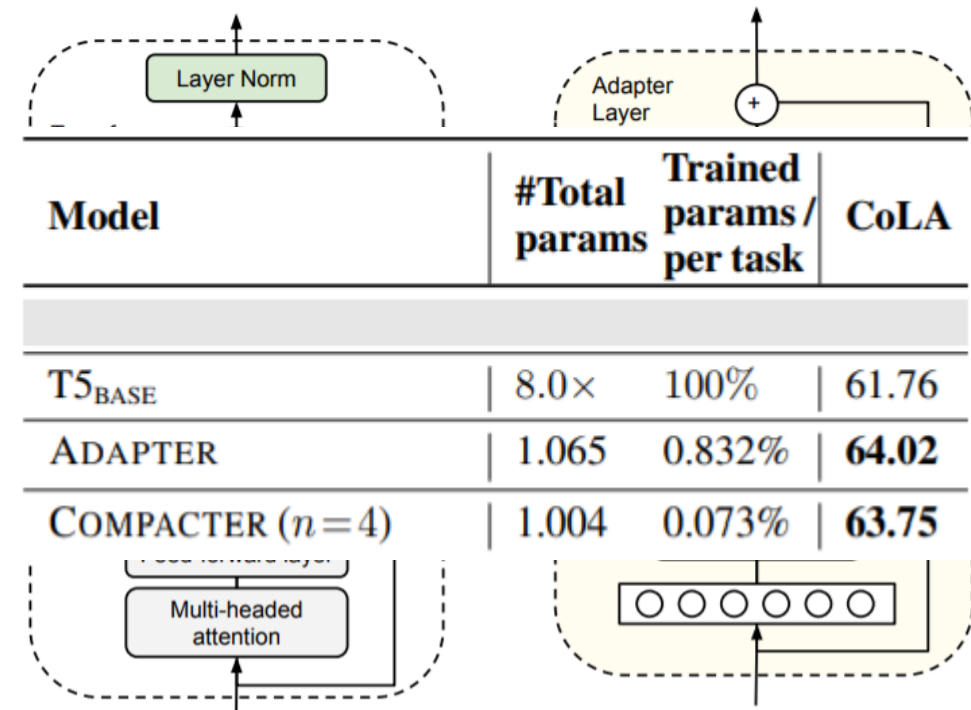 Layer Norm
Adapter
Layer
+
Model #Total params Trained params / per task CoLA
T5BASE 8.0× 100% 61.76
ADAPTER 1.065 0.832% 64.02
COMPACTER (n=4) 1.004 0.073% 63.75
Multi-headed
attention